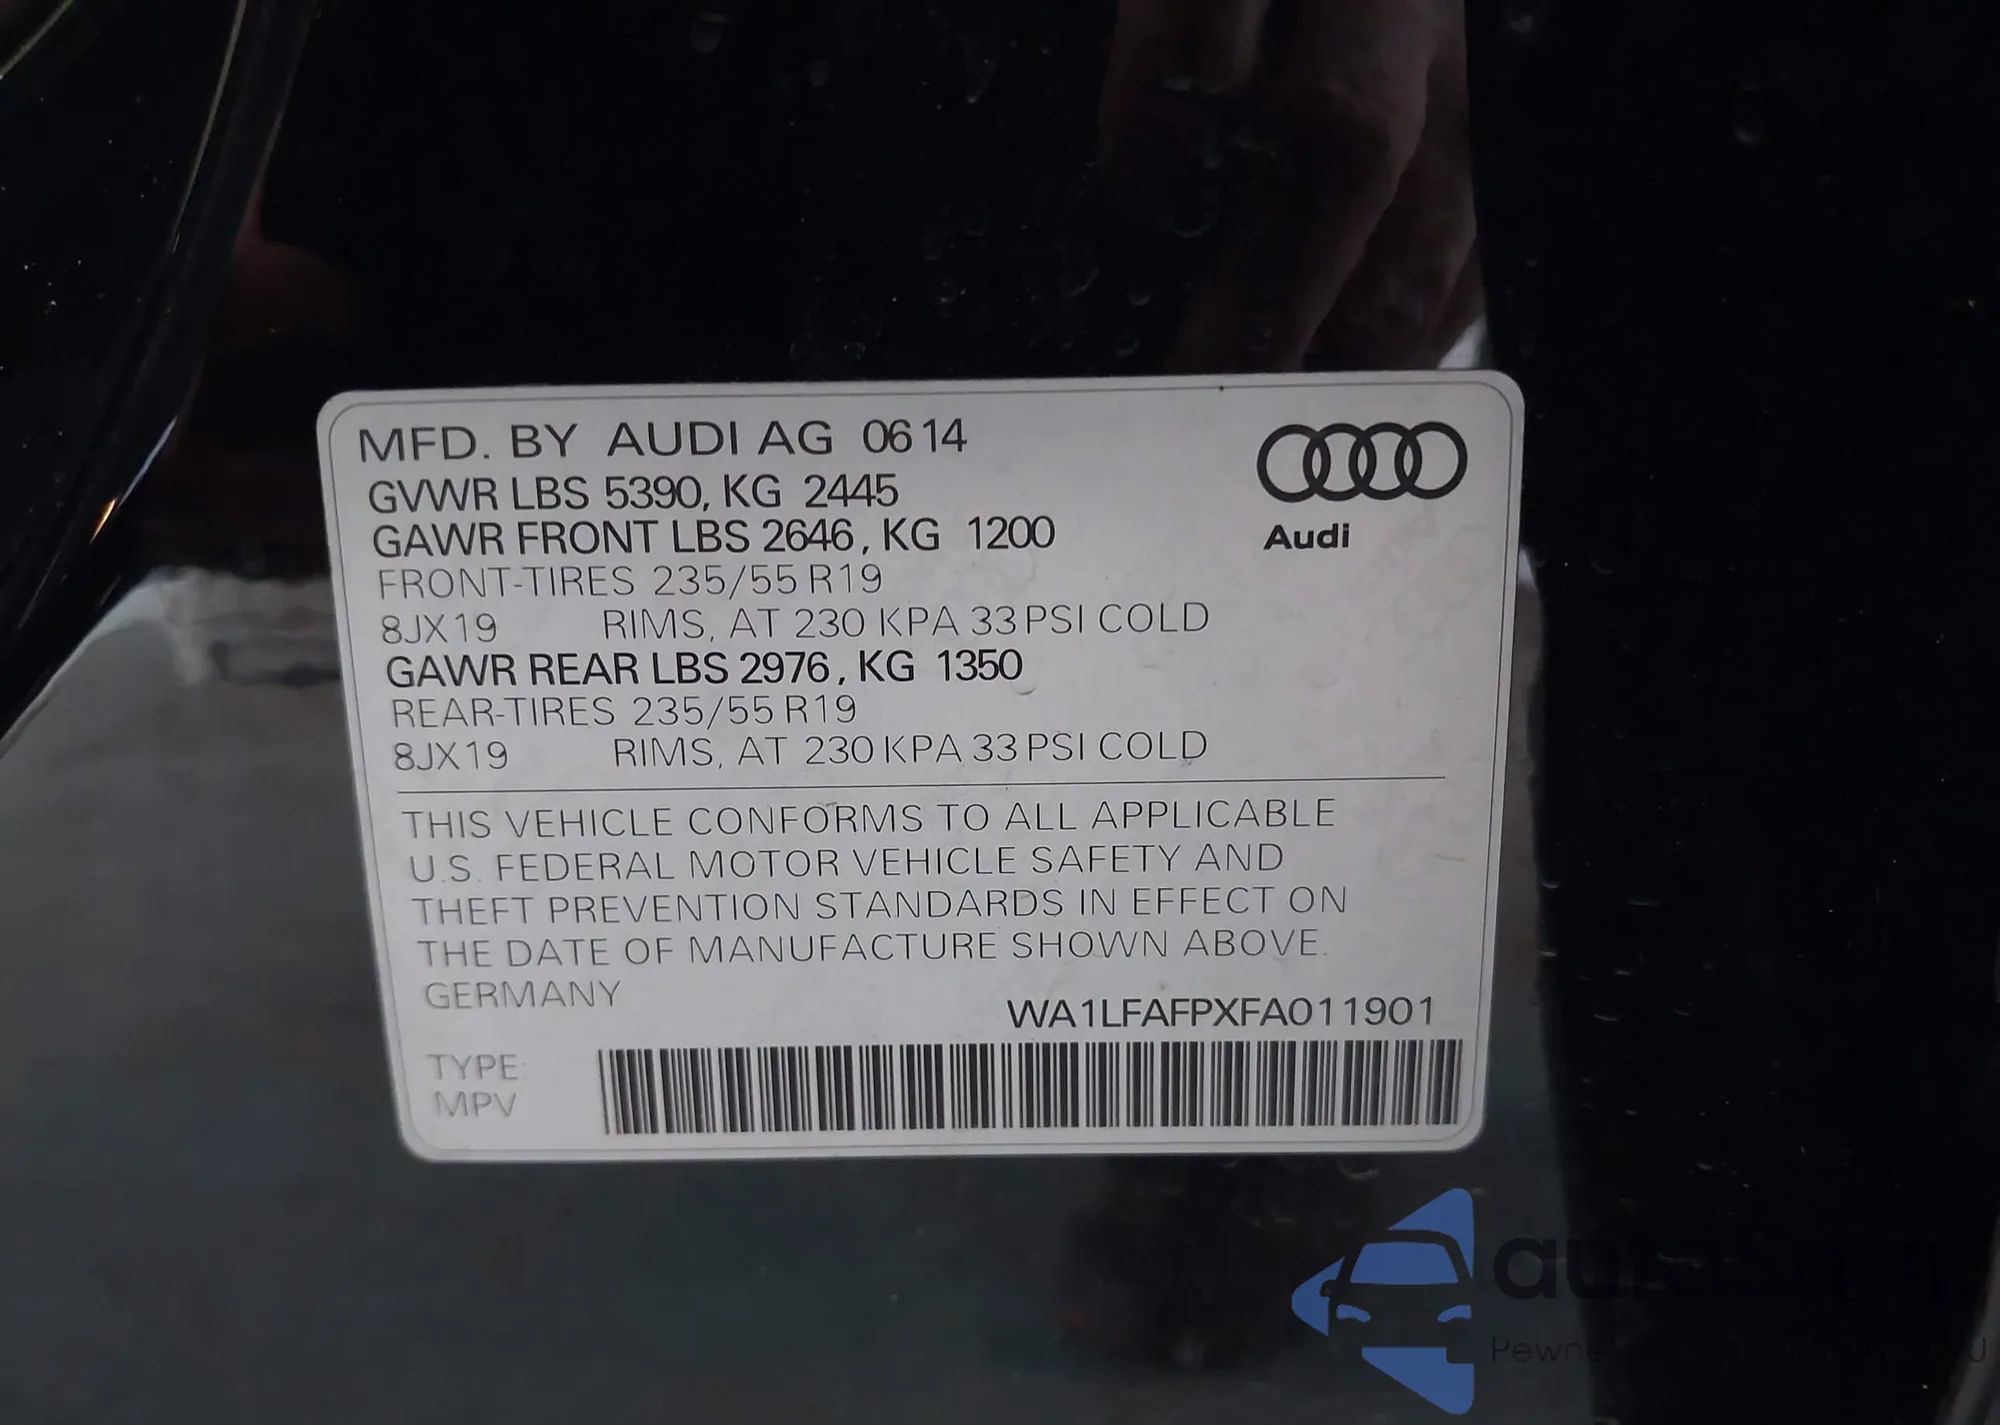 MFD. BY AUDI AG 0614
GVWR LBS 5390, KG 2445
GAWR FRONT LBS 2646, KG 1200
FRONT-TIRES 235/55 R19
8JX19 RIMS, AT 230 KPA 33 PSI COLD
GAWR REAR LBS 2976, KG 1350
REAR-TIRES 235/55 R19
8JX19 RIMS, AT 230 KPA 33 PSI COLD
Audi
THIS VEHICLE CONFORMS TO ALL APPLICABLE
U.S. FEDERAL MOTOR VEHICLE SAFETY AND
THEFT PREVENTION STANDARDS IN EFFECT ON
THE DATE OF MANUFACTURE SHOWN ABOVE.
GERMANY
WA1LFAFPXFA011901
TYPE:
MPV